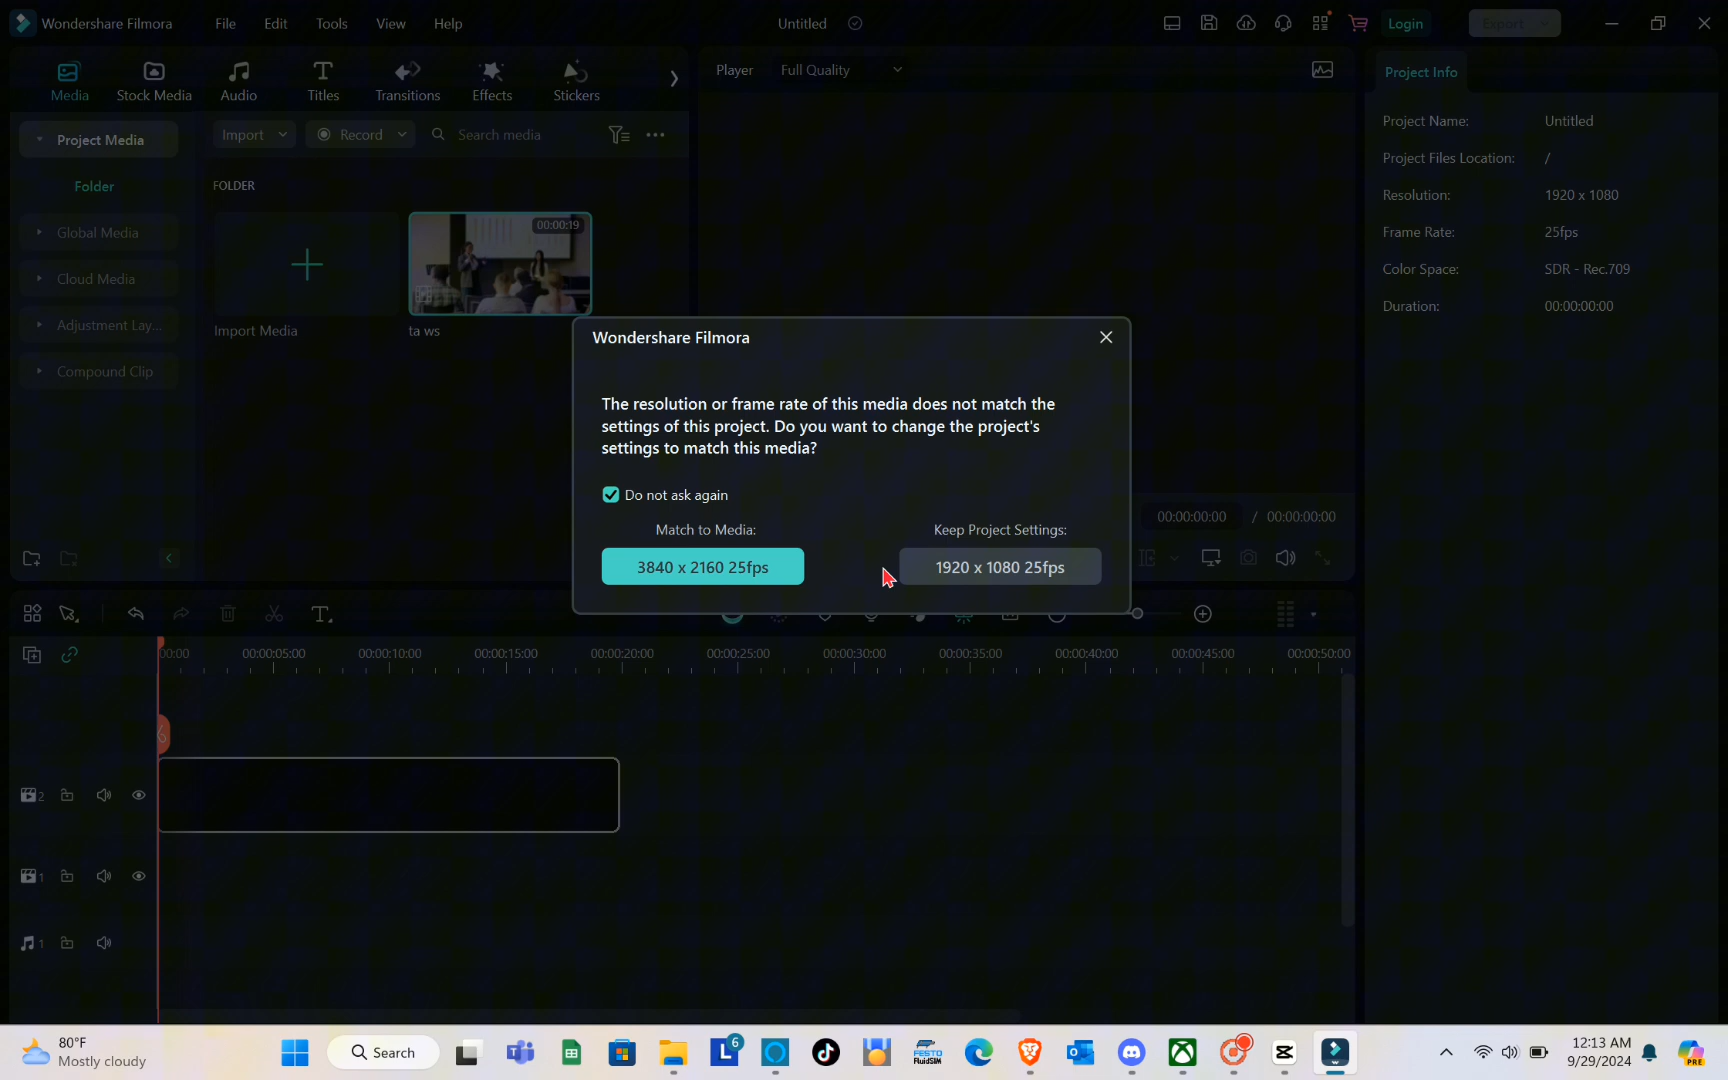 Wondershare Filmora File Edit Tools View Help Untitled Login Export
Media Stock Media Audio Titles Transitions Effects Stickers
Player Full Quality
Project Info
Project Media
Import Record Search media
Folder
FOLDER
Global Media
Cloud Media
Adjustment Lay...
Compound Clip
00:00:19
Import Media
ta ws
Project Name: Untitled
Project Files Location: /
Resolution: 1920 x 1080
Frame Rate: 25fps
Color Space: SDR - Rec.709
Duration: 00:00:00:00
Wondershare Filmora
The resolution or frame rate of this media does not match the
settings of this project. Do you want to change the project's
settings to match this media?
Do not ask again
Match to Media: Keep Project Settings:
3840 x 2160 25fps 1920 x 1080 25fps
00:00:00:00 / 00:00:00:00
00:00 00:00:05:00 00:00:10:00 00:00:15:00 00:00:20:00 00:00:25:00 00:00:30:00 00:00:35:00 00:00:40:00 00:00:45:00 00:00:50:00
2
1
1
80°F
Mostly cloudy
Search
L 6
FESTO
FluidSIM
12:13 AM
9/29/2024
PRE